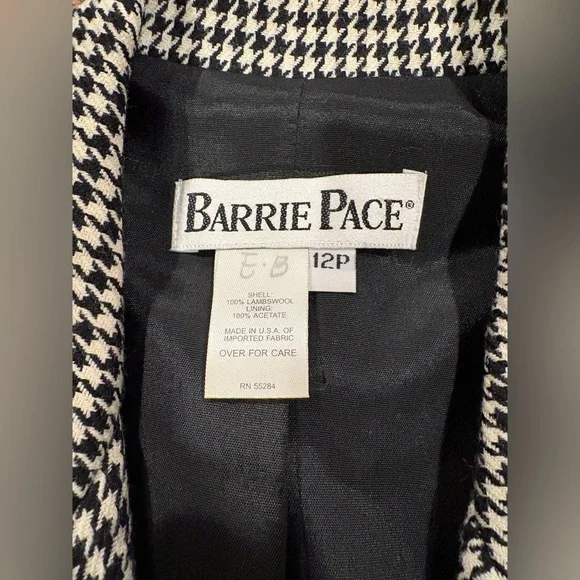 BARRIE PACE®
E.B 12P
SHELL:
100% LAMBSWOOL
LINING:
100% ACETATE
MADE IN U.S.A. OF
IMPORTED FABRIC
OVER FOR CARE
RN 55284